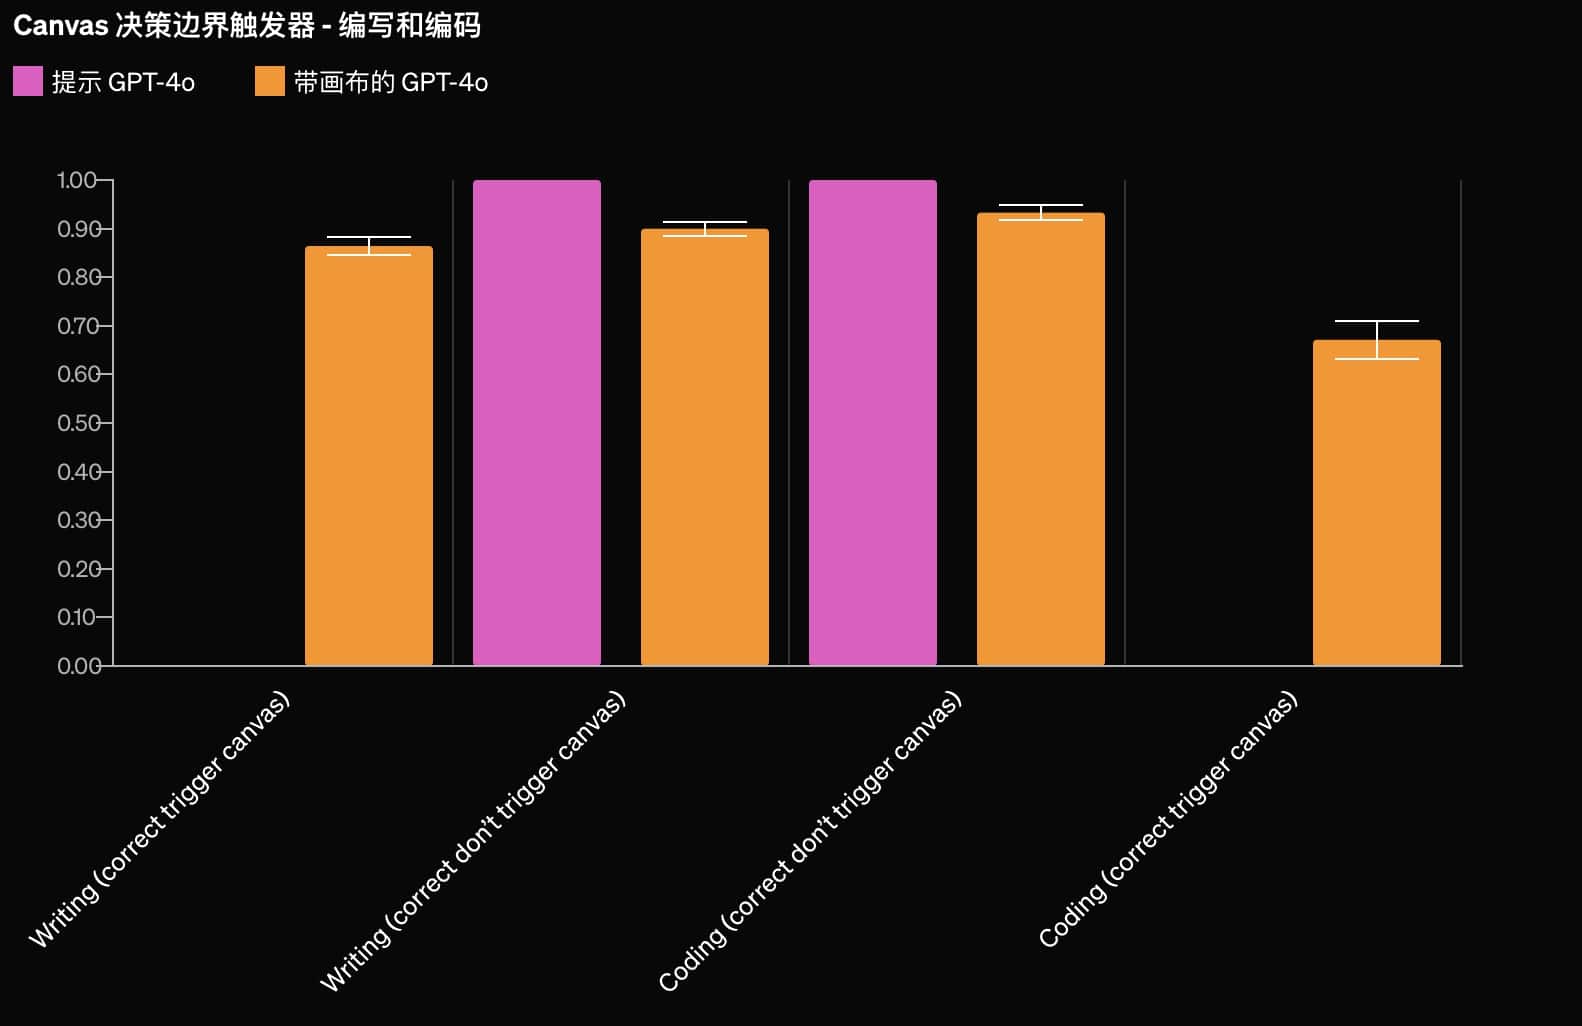 Canvas 决策边界触发器 - 编写和编码
提示 GPT-4o
带画布的 GPT-4o
1.00
0.90
0.80
0.70
0.60
0.50
0.40
0.30
0.20
0.10
0.00
Writing (correct trigger canvas)
Writing (correct don’t trigger canvas)
Coding (correct don’t trigger canvas)
Coding (correct trigger canvas)